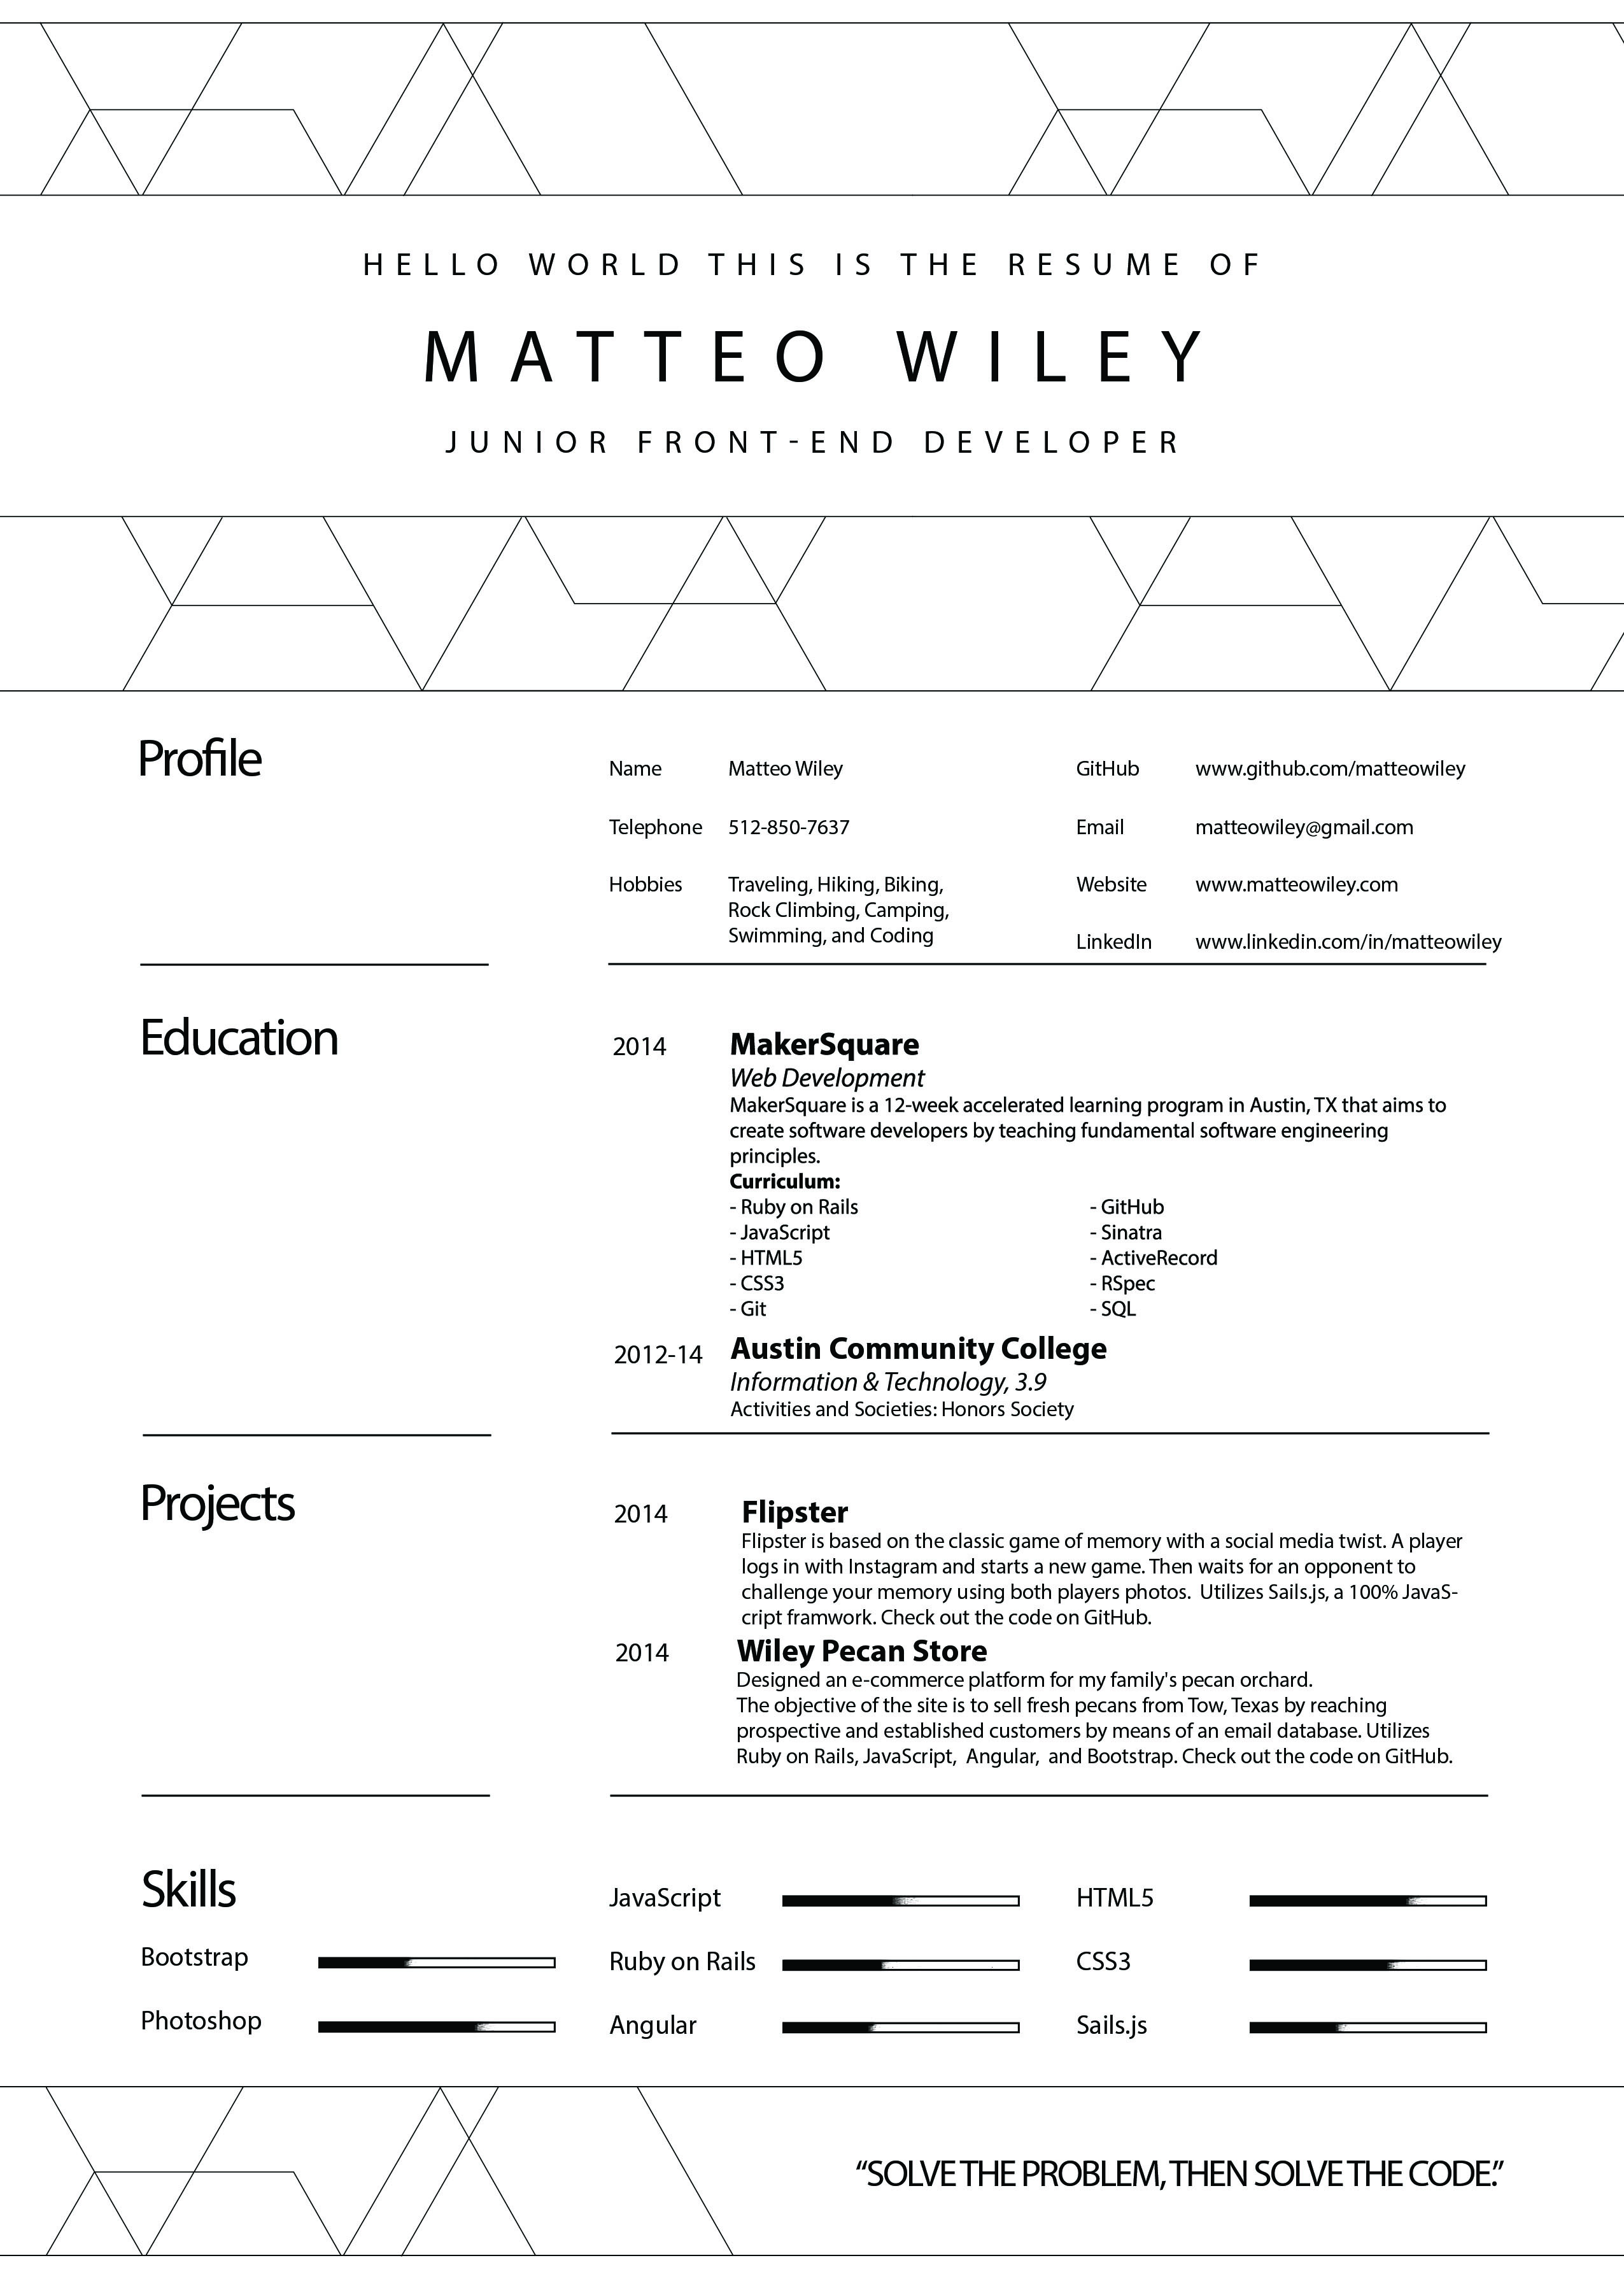 HELLO WORLD THIS IS THE RESUME OF
MATTEO WILEY
JUNIOR FRONT-END DEVELOPER
Profile
Name Matteo Wiley
Telephone 512-850-7637
Hobbies Traveling, Hiking, Biking,
Rock Climbing, Camping,
Swimming, and Coding
GitHub www.github.com/matteowiley
Email matteowiley@gmail.com
Website www.matteowiley.com
LinkedIn www.linkedin.com/in/matteowiley
Education
2014 MakerSquare
Web Development
MakerSquare is a 12-week accelerated learning program in Austin, TX that aims to
create software developers by teaching fundamental software engineering
principles.
Curriculum:
- Ruby on Rails
- JavaScript
- HTML5
- CSS3
- Git
- GitHub
- Sinatra
- ActiveRecord
- RSpec
- SQL
2012-14 Austin Community College
Information & Technology, 3.9
Activities and Societies: Honors Society
Projects
2014 Flipster
Flipster is based on the classic game of memory with a social media twist. A player
logs in with Instagram and starts a new game. Then waits for an opponent to
challenge your memory using both players photos.  Utilizes Sails.js, a 100% JavaS-
cript framwork. Check out the code on GitHub.
2014 Wiley Pecan Store
Designed an e-commerce platform for my family's pecan orchard.
The objective of the site is to sell fresh pecans from Tow, Texas by reaching
prospective and established customers by means of an email database. Utilizes
Ruby on Rails, JavaScript,  Angular,  and Bootstrap. Check out the code on GitHub.
Skills
Bootstrap
Photoshop
JavaScript
Ruby on Rails
Angular
HTML5
CSS3
Sails.js
“SOLVE THE PROBLEM, THEN SOLVE THE CODE.”